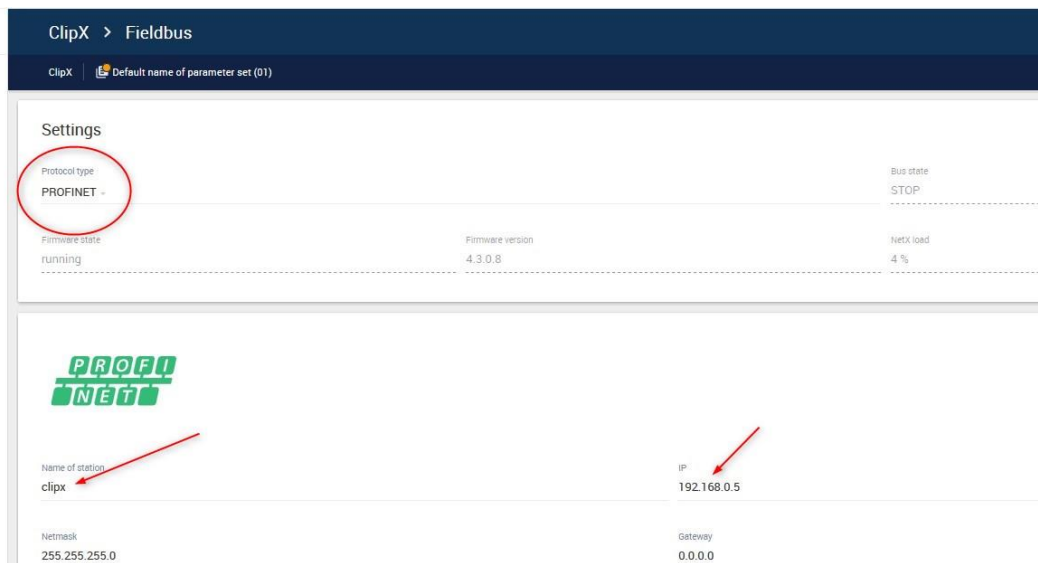 ClipX > Fieldbus
ClipX Default name of parameter set (01)
Settings
Protocol type
Bus state
PROFINET
STOP
Firmware state
Firmware version
NetX load
running
4.3.0.8
4 %
PROFI
NET
Name of station
IP
clipx
192.168.0.5
Netmask
Gateway
255.255.255.0
0.0.0.0